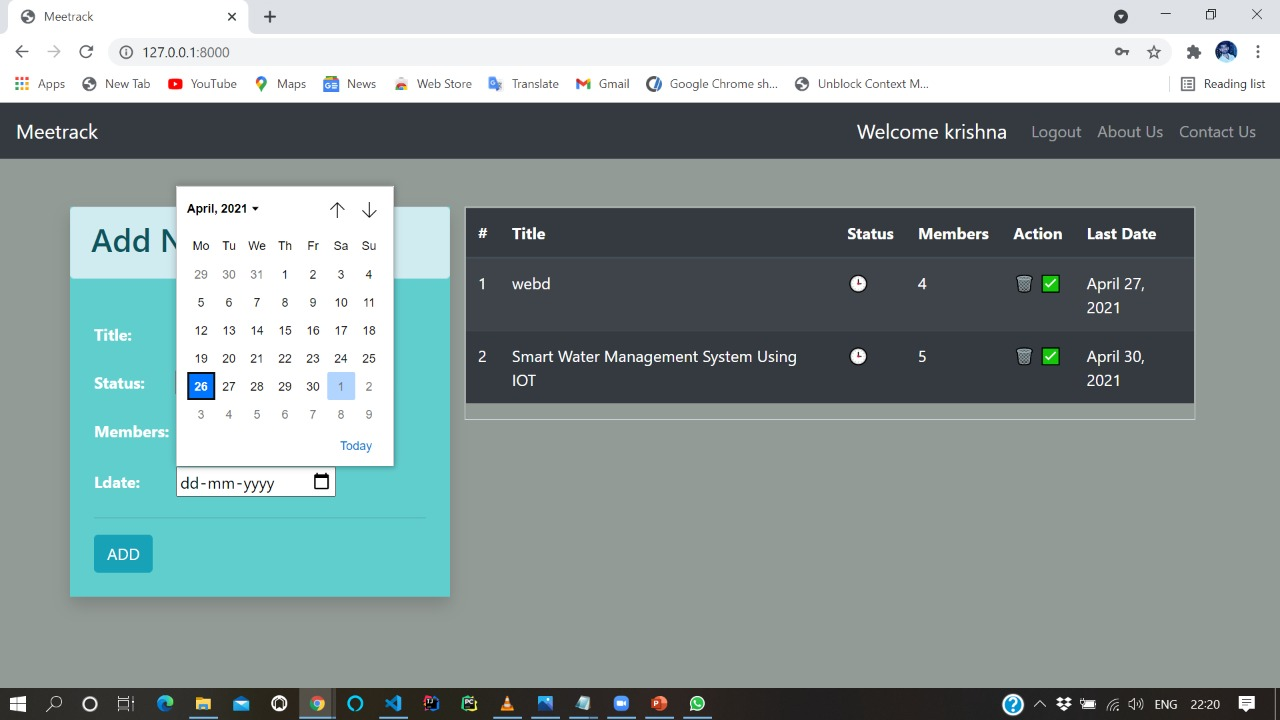 Meetrack
127.0.0.1:8000
Apps New Tab YouTube Maps News Web Store Translate Gmail Google Chrome sh... Unblock Context M... Reading list
Meetrack Welcome krishna Logout About Us Contact Us
Add N
April, 2021
Mo Tu We Th Fr Sa Su
29 30 31 1 2 3 4
5 6 7 8 9 10 11
12 13 14 15 16 17 18
19 20 21 22 23 24 25
26 27 28 29 30 1 2
3 4 5 6 7 8 9
Today
Title:
Status:
Members:
Ldate: dd-mm-yyyy
ADD
# Title Status Members Action Last Date
1 webd 4 April 27,
2021
2 Smart Water Management System Using 5 April 30,
IOT 2021
ENG 22:20